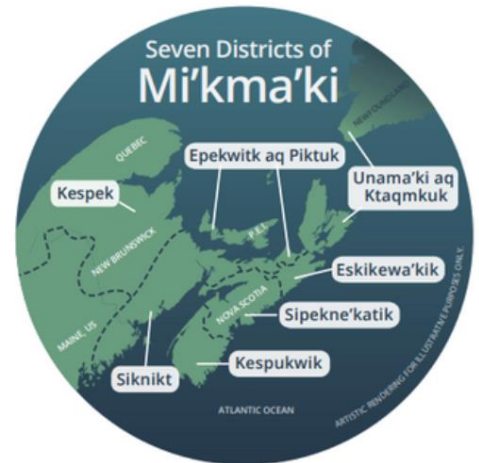 Seven Districts of
Mi'kma'ki
NEWFOUNDLAND
QUEBEC
Epekwitk aq Piktuk
Unama'ki aq
Ktaqmkuk
Kespek
P.E.I.
NEW BRUNSWICK
Eskikewa'kik
NOVA SCOTIA
Sipekne'katik
MAINE, US
Kespukwik
Siknikt
ATLANTIC OCEAN
ARTISTIC RENDERING FOR ILLUSTRATIVE PURPOSES ONLY.